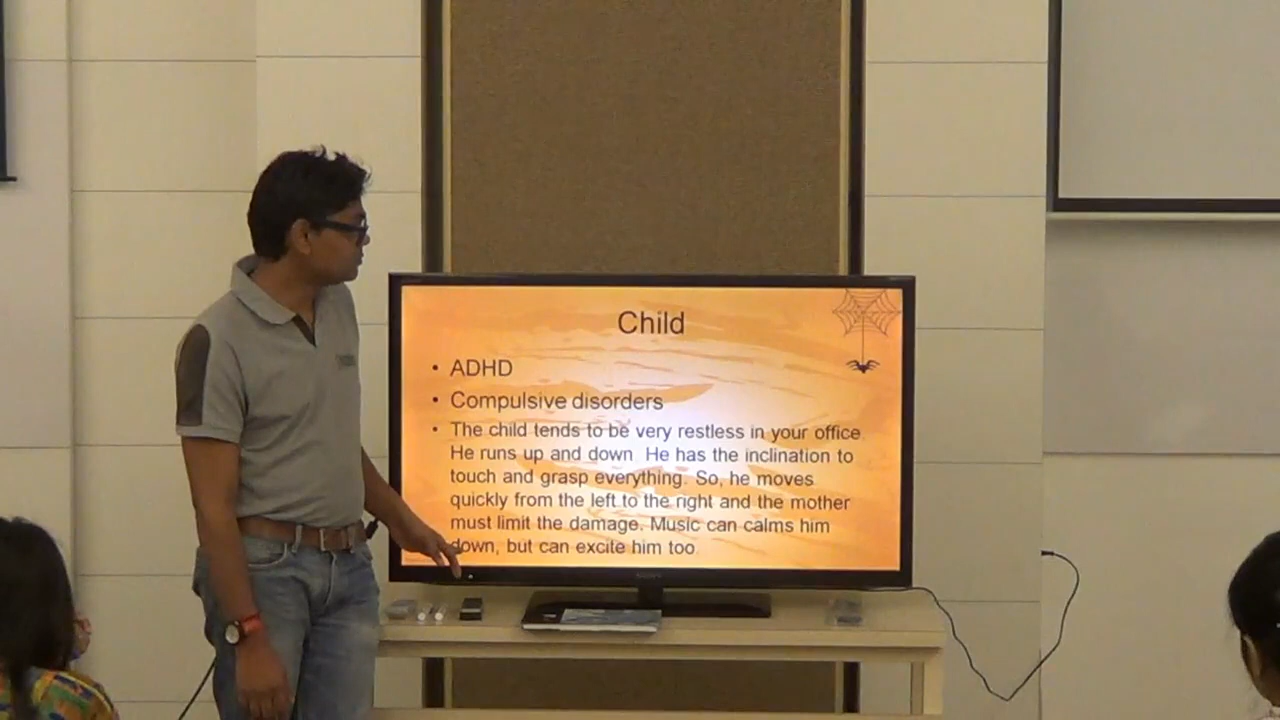 Child
• ADHD
• Compulsive disorders
• The child tends to be very restless in your office.
He runs up and down. He has the inclination to
touch and grasp everything. So, he moves
quickly from the left to the right and the mother
must limit the damage. Music can calms him
down, but can excite him too.
SONY